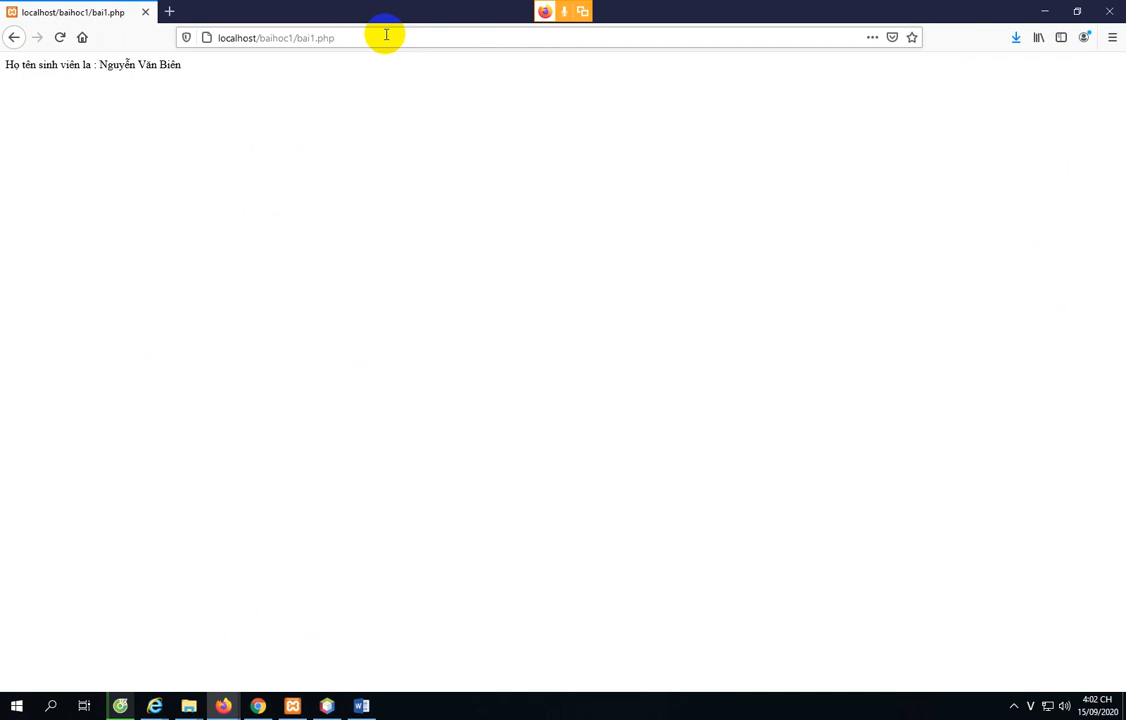 localhost/baihoc1/bai1.php
localhost/baihoc1/bai1.php
Họ tên sinh viên la : Nguyễn Văn Biên
V
4:02 CH
15/09/2020